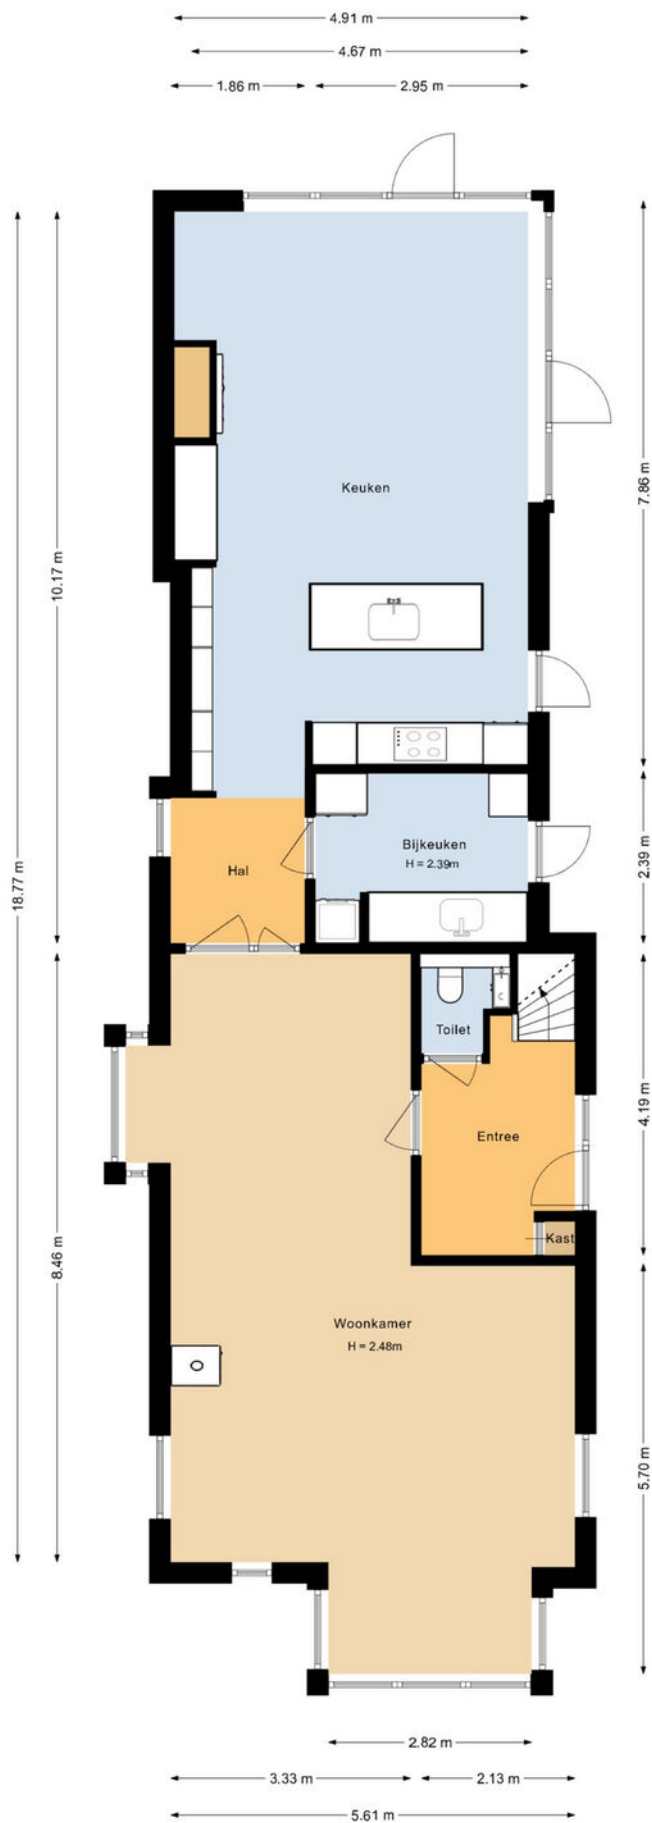 4.91 m
4.67 m
1.86 m
2.95 m
Keuken
7.86 m
10.17 m
18.77 m
Bijkeuken
H = 2.39m
2.39 m
Hal
Toilet
Entree
4.19 m
Kast
8.46 m
Woonkamer
H = 2.48m
5.70 m
2.82 m
3.33 m
2.13 m
5.61 m